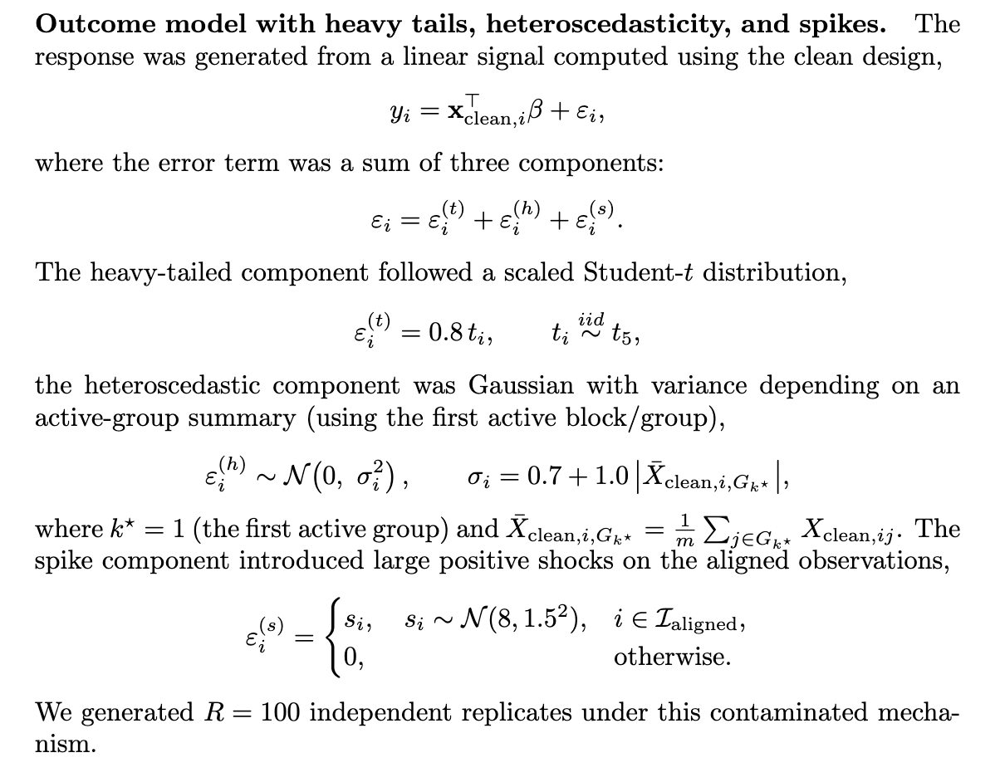 Outcome model with heavy tails, heteroscedasticity, and spikes. The
response was generated from a linear signal computed using the clean design,
$y_i = \mathbf{x}_{\text{clean},i}^{\top} \beta + \varepsilon_i,$
where the error term was a sum of three components:
$\varepsilon_i = \varepsilon_i^{(t)} + \varepsilon_i^{(h)} + \varepsilon_i^{(s)}.$
The heavy-tailed component followed a scaled Student-$t$ distribution,
$\varepsilon_i^{(t)} = 0.8\, t_i, \qquad t_i \overset{iid}{\sim} t_5,$
the heteroscedastic component was Gaussian with variance depending on an
active-group summary (using the first active block/group),
$\varepsilon_i^{(h)} \sim \mathcal{N}(0,\, \sigma_i^2), \qquad \sigma_i = 0.7 + 1.0 \left| \bar{X}_{\text{clean},i,G_{k^\star}} \right|,$
where $k^\star = 1$ (the first active group) and $\bar{X}_{\text{clean},i,G_{k^\star}} = \frac{1}{m} \sum_{j \in G_{k^\star}} X_{\text{clean},ij}$. The
spike component introduced large positive shocks on the aligned observations,
$\varepsilon_i^{(s)} = \begin{cases} s_i, \quad s_i \sim \mathcal{N}(8, 1.5^2), & i \in \mathcal{I}_{\text{aligned}}, \\ 0, & \text{otherwise.} \end{cases}$
We generated $R = 100$ independent replicates under this contaminated mecha-
nism.